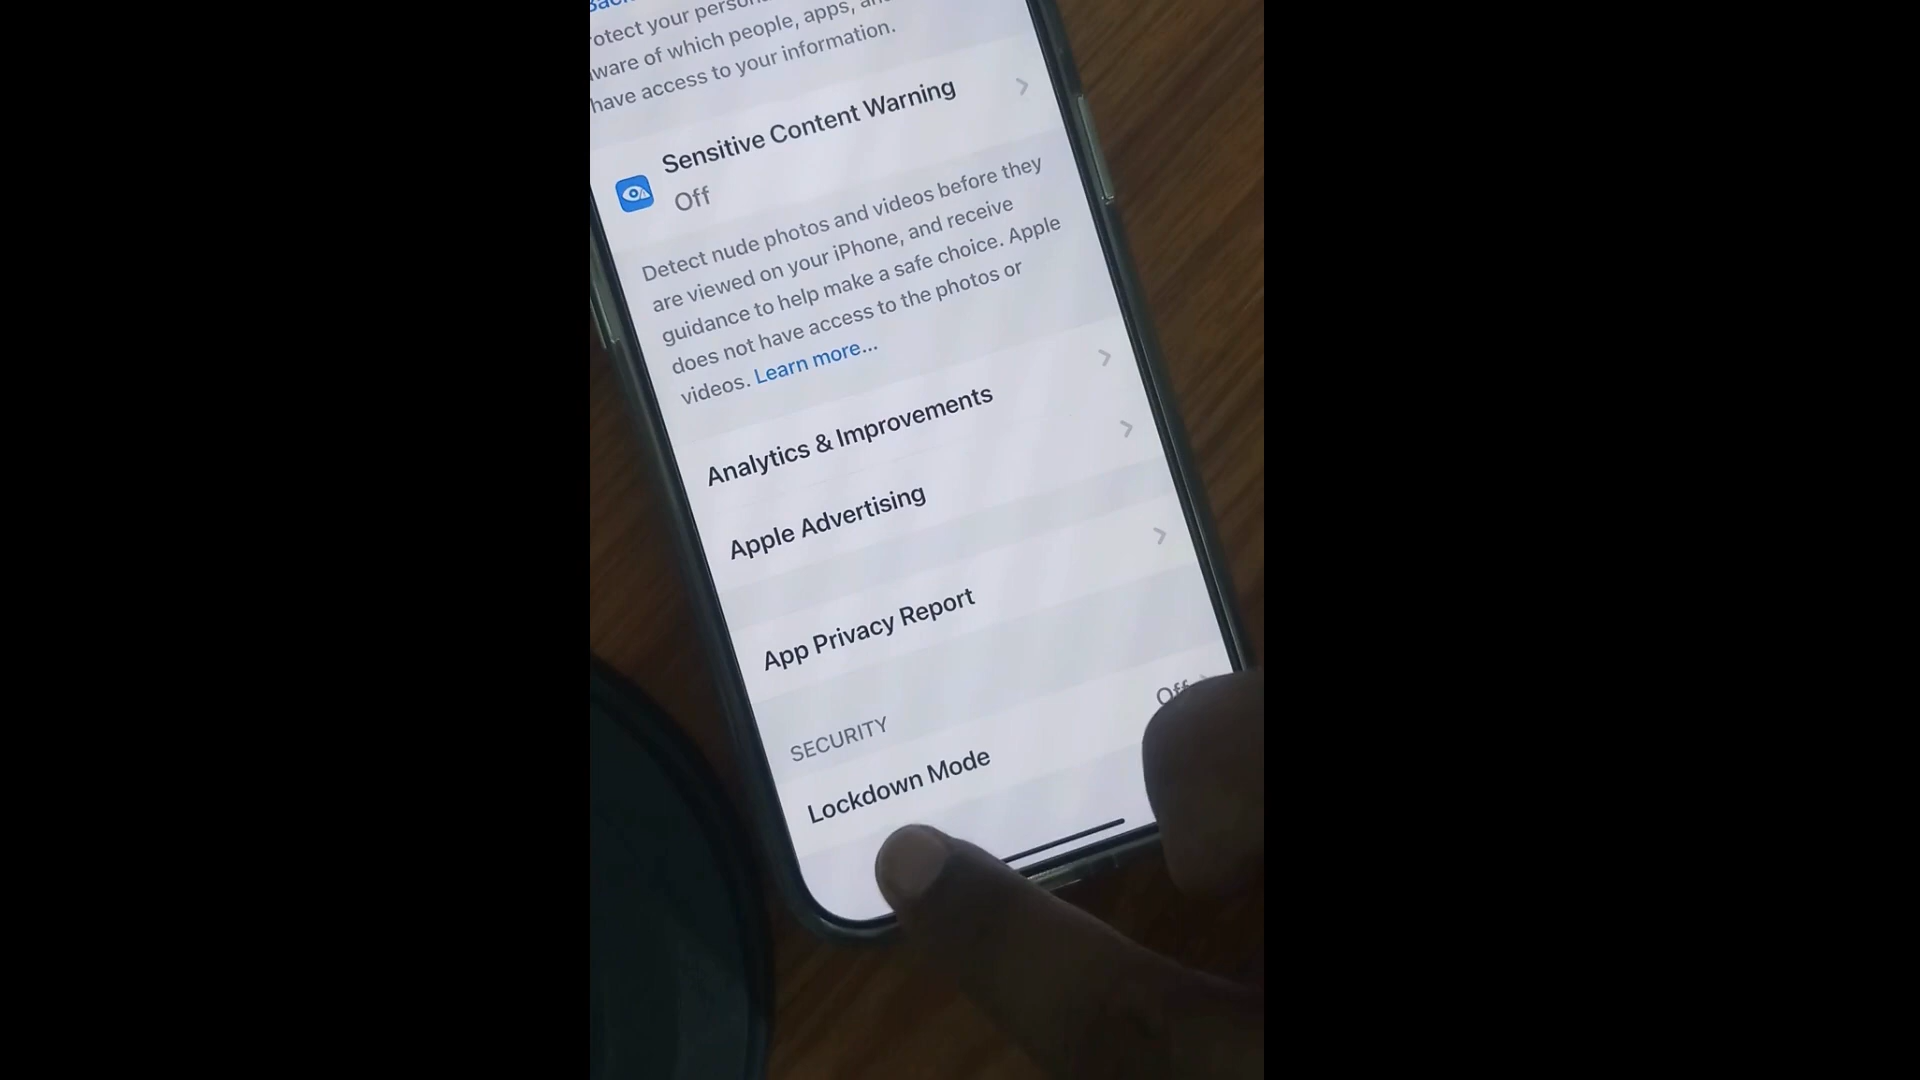 Back
rotect your
ware of which people, apps,
have access to your information.
Sensitive Content Warning
Off
Detect nude photos and videos before they
are viewed on your iPhone, and receive
guidance to help make a safe choice. Apple
does not have access to the photos or
videos. Learn more...
Analytics & Improvements
Apple Advertising
App Privacy Report
SECURITY
Lockdown Mode
Off